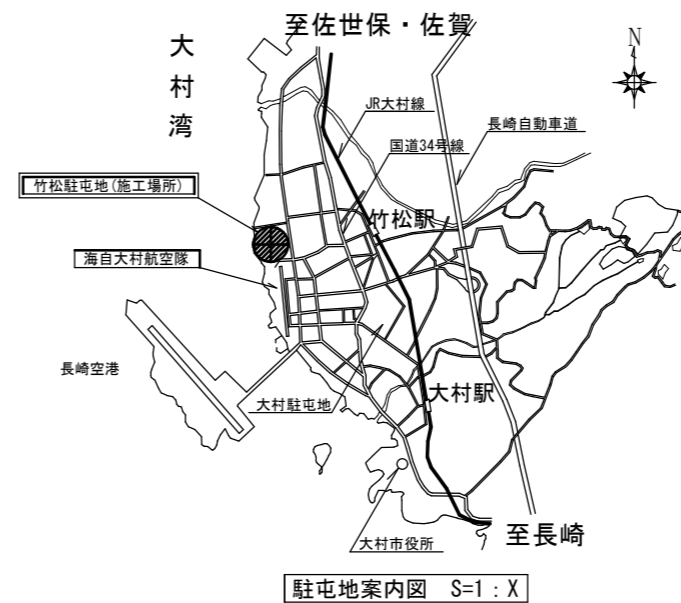 至佐世保・佐賀
大村湾
N
JR大村線
長崎自動車道
国道34号線
竹松駐屯地(施工場所)
竹松駅
海自大村航空隊
長崎空港
大村駐屯地
大村駅
大村市役所
至長崎
駐屯地案内図 S=1:X